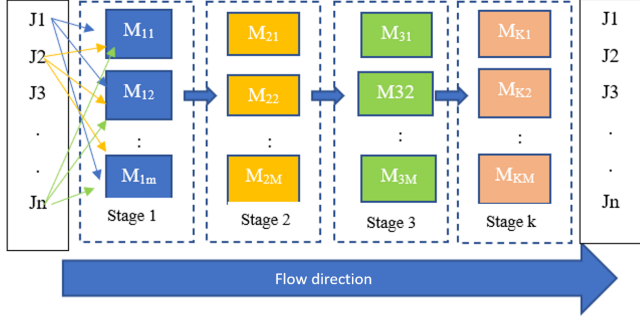 J1
J2
J3
.
.
Jn
M11
M12
:
M1m
Stage 1
M21
M22
:
M2M
Stage 2
M31
M32
:
M3M
Stage 3
MK1
MK2
:
MKM
Stage k
J1
J2
J3
.
.
Jn
Flow direction